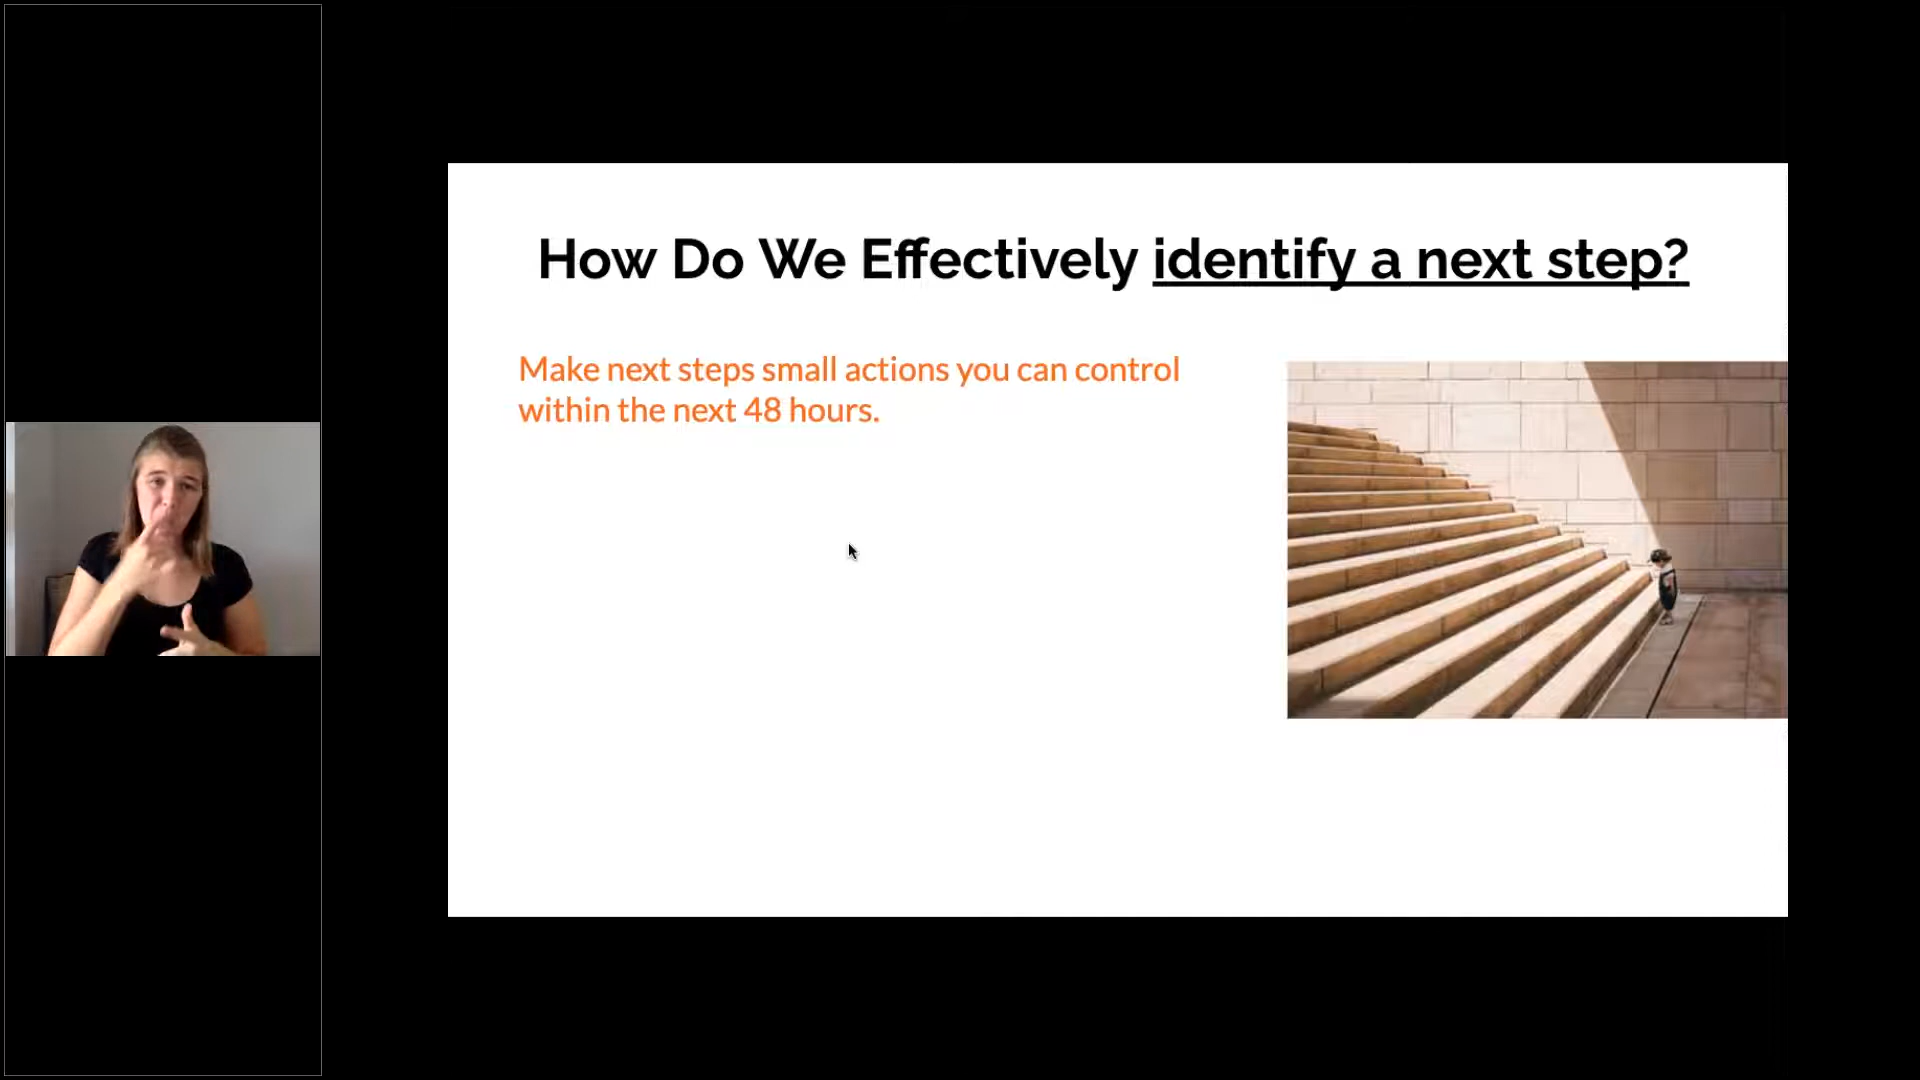 How Do We Effectively identify a next step?
Make next steps small actions you can control
within the next 48 hours.